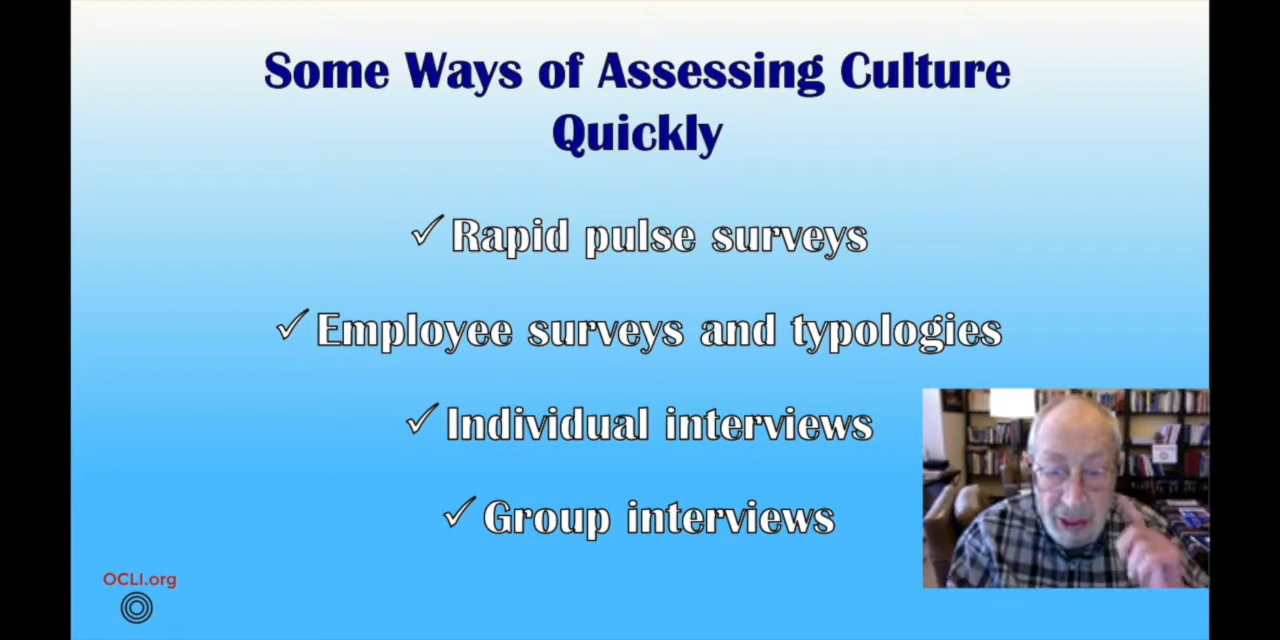 Some Ways of Assessing Culture
Quickly
✓ Rapid pulse surveys
✓ Employee surveys and typologies
✓ Individual interviews
✓ Group interviews
OCLI.org